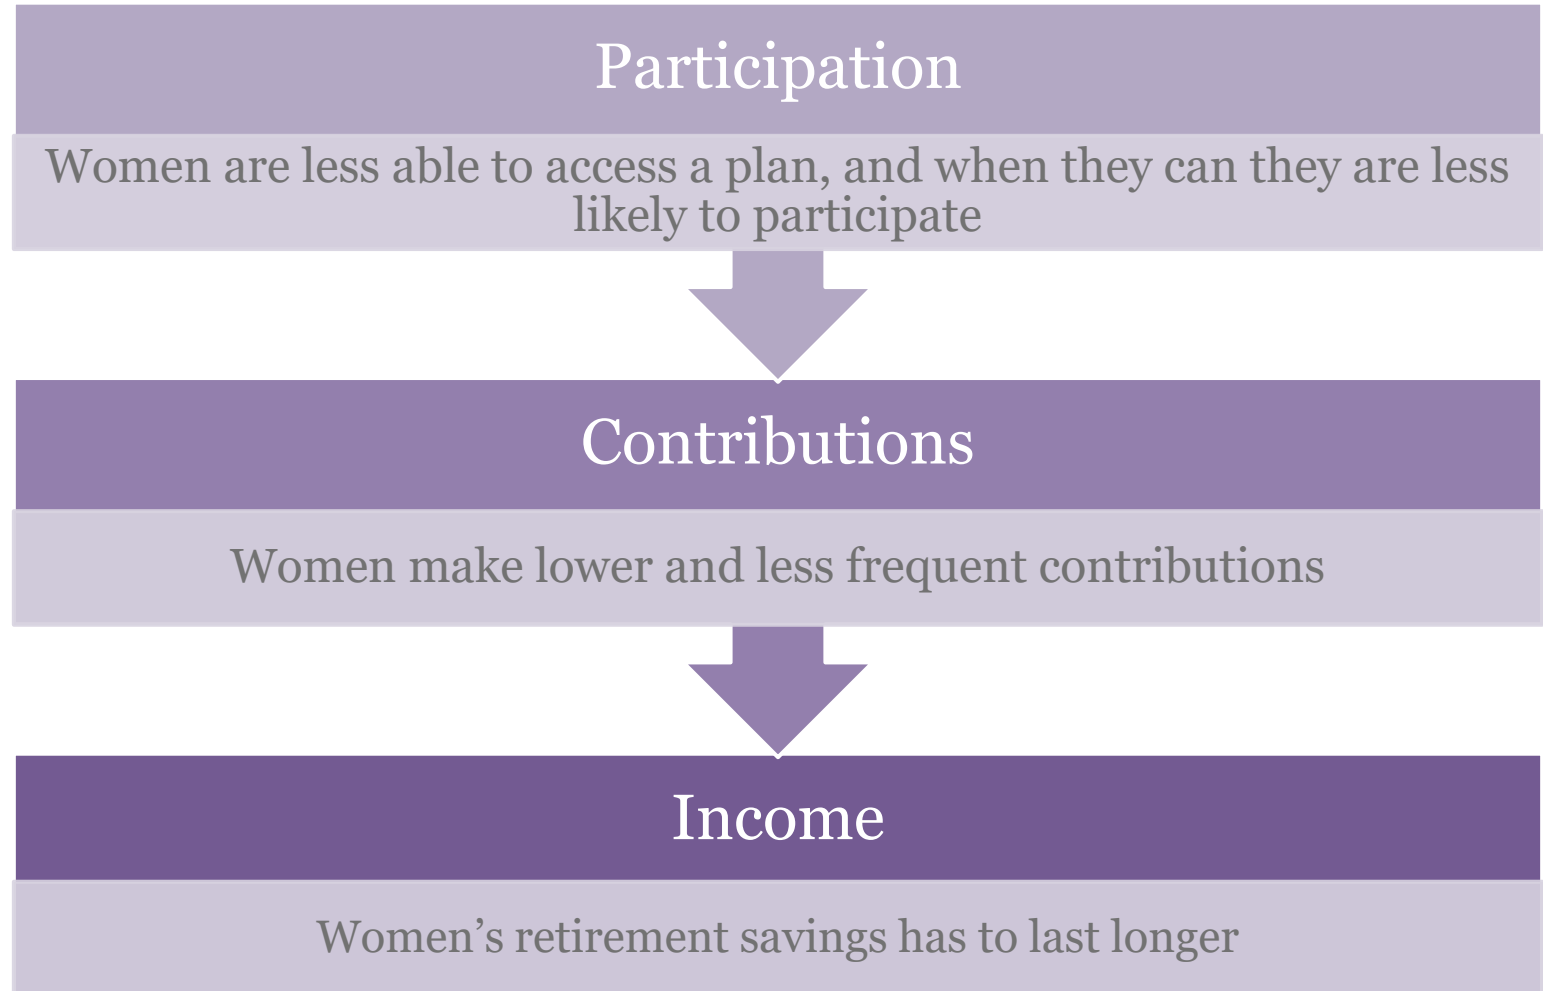 Participation
Women are less able to access a plan, and when they can they are less
likely to participate
Contributions
Women make lower and less frequent contributions
Income
Women’s retirement savings has to last longer